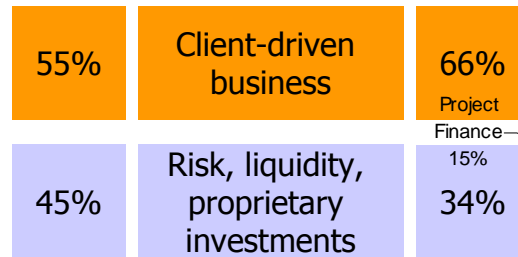 55%
Client-driven
business
66%
Project
Finance
15%
45%
Risk, liquidity,
proprietary
investments
34%